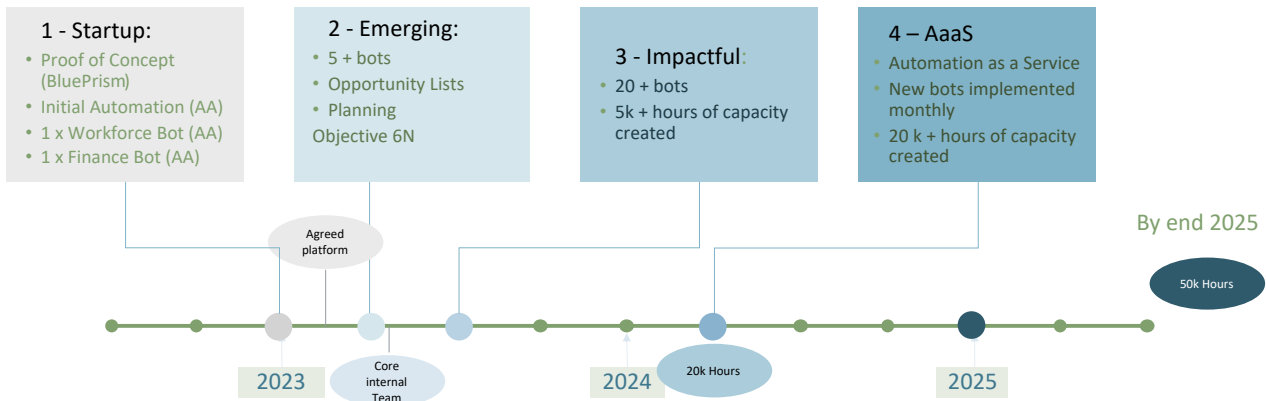 1 - Startup:
• Proof of Concept
(BluePrism)
• Initial Automation (AA)
• 1 x Workforce Bot (AA)
• 1 x Finance Bot (AA)
2 - Emerging:
• 5 + bots
• Opportunity Lists
• Planning
Objective 6N
3 - Impactful:
• 20 + bots
• 5k + hours of capacity
created
4 – AaaS
• Automation as a Service
• New bots implemented
monthly
• 20 k + hours of capacity
created
Agreed
platform
By end 2025
50k Hours
2023
Core
internal
Team
2024
20k Hours
2025